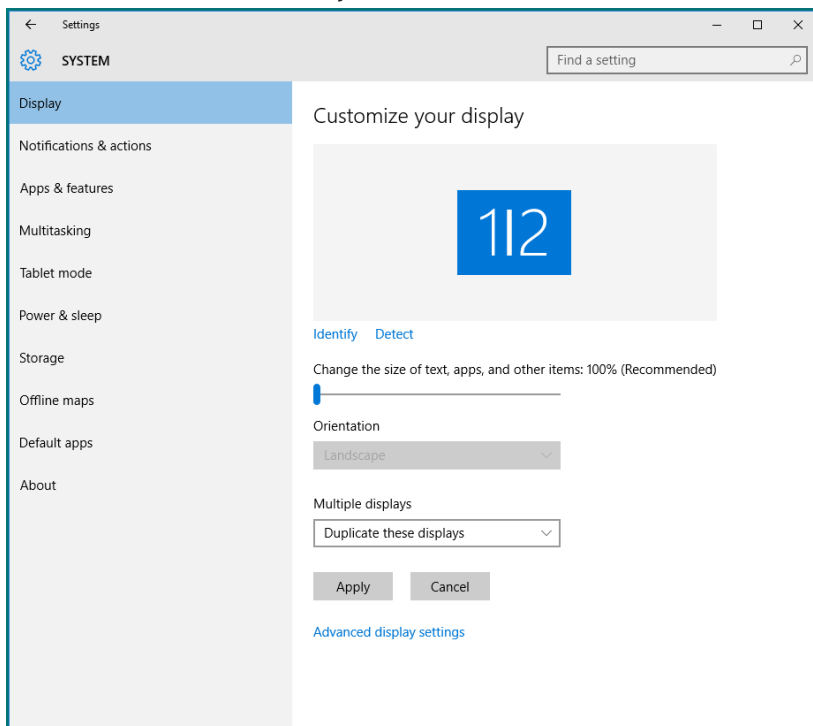 Settings
SYSTEM
Find a setting
Display
Notifications & actions
Apps & features
Multitasking
Tablet mode
Power & sleep
Storage
Offline maps
Default apps
About
Customize your display
1|2
Identify Detect
Change the size of text, apps, and other items: 100% (Recommended)
Orientation
Landscape
Multiple displays
Duplicate these displays
Apply Cancel
Advanced display settings